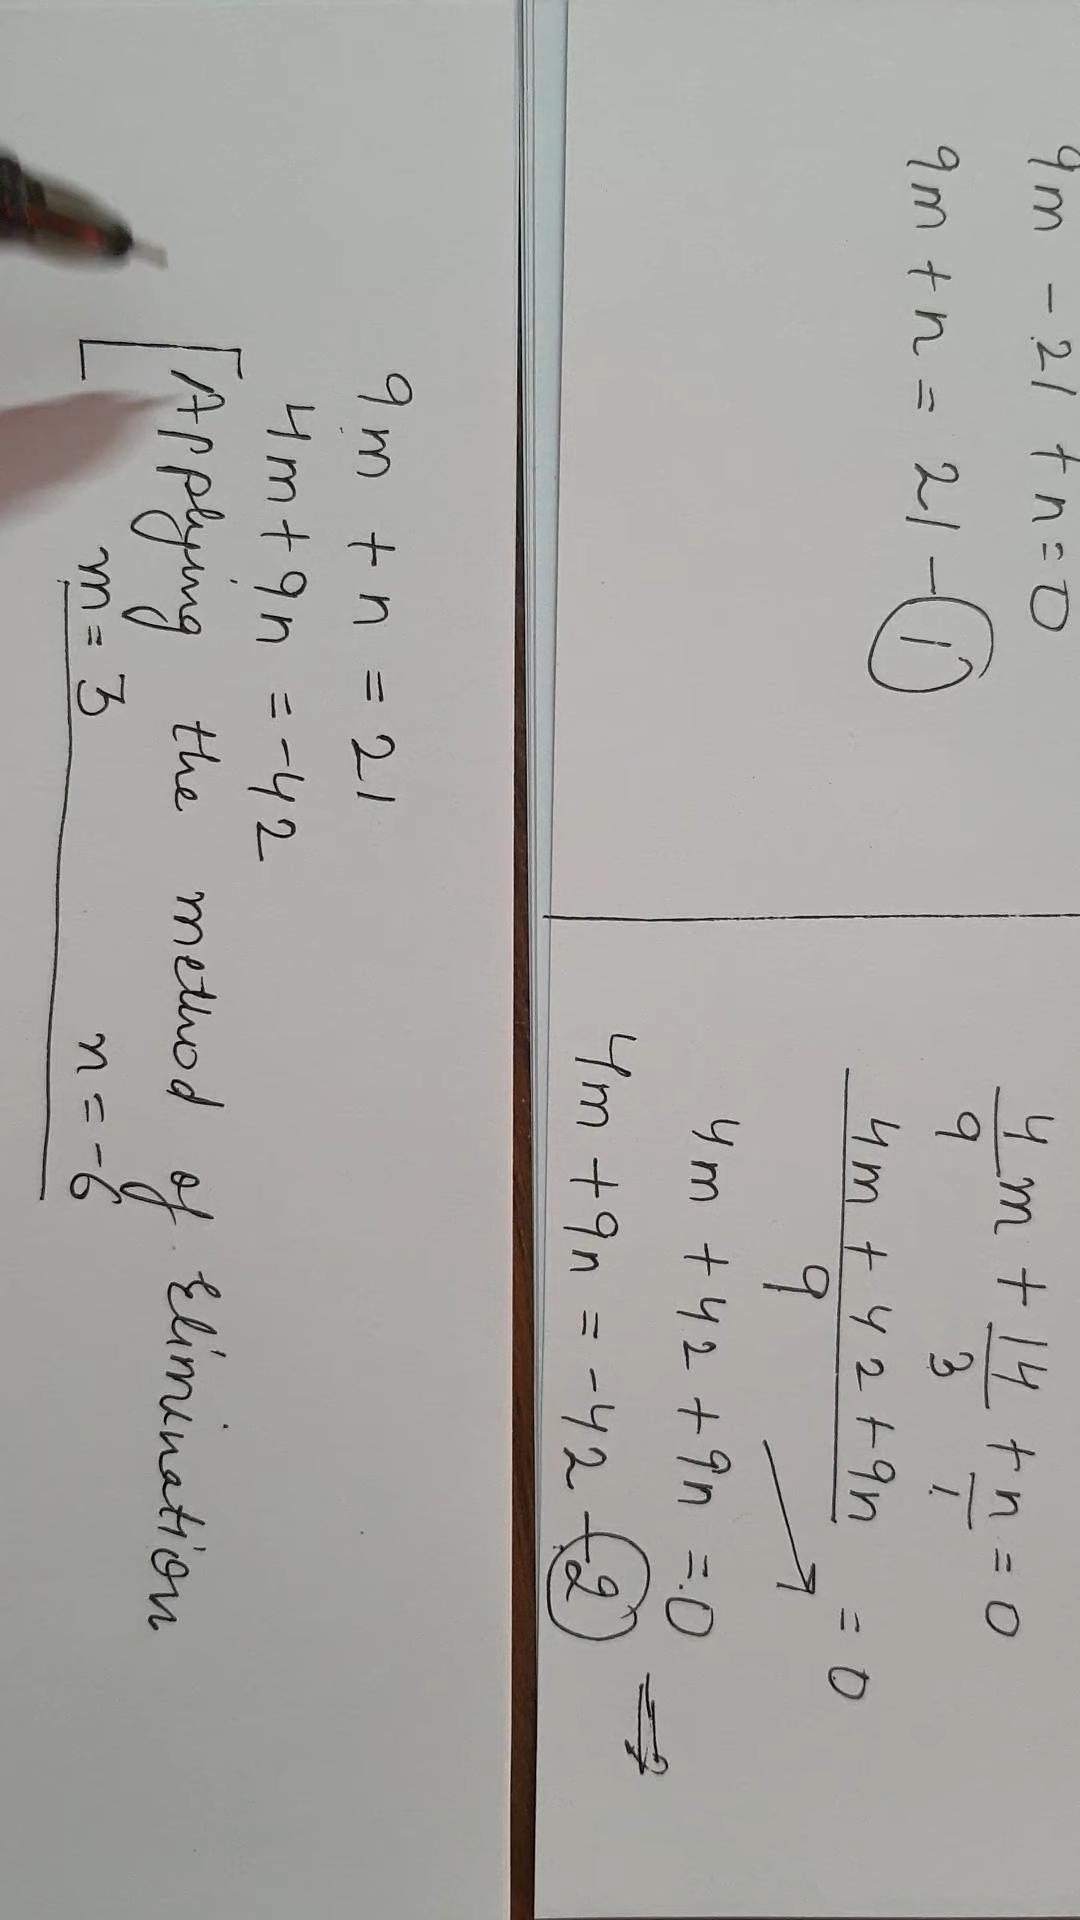 9m - 21 + n = 0
9m + n = 21 - ①
4/9 m + 14/3 + n/1 = 0
4m + 42 + 9n / 9 = 0
4m + 42 + 9n = 0
4m + 9n = -42 - ② ⇒
9m + n = 21
4m + 9n = -42
[Applying the method of Elimination
m = 3 n = -6